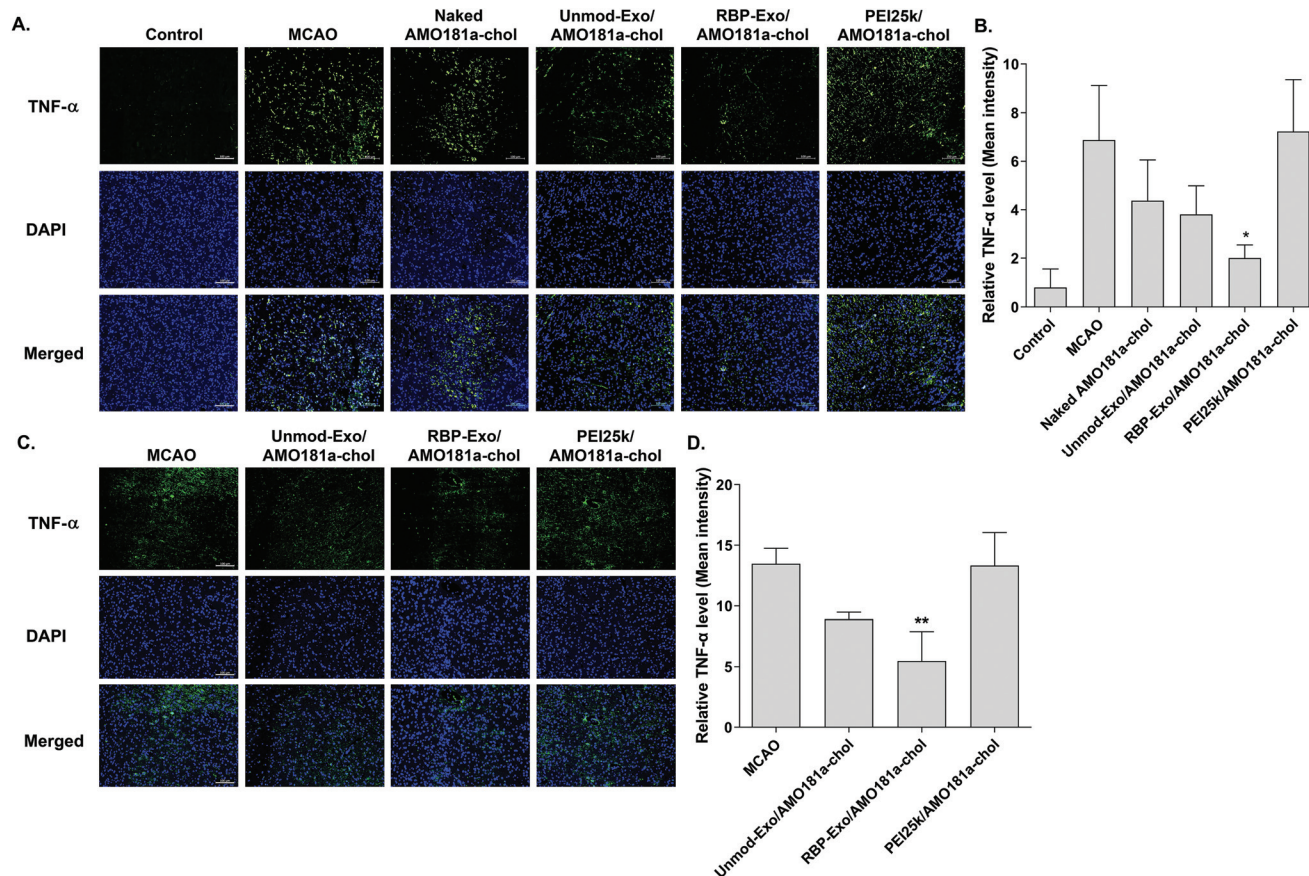 A.
Control
MCAO
Naked
AMO181a-chol
Unmod-Exo/
AMO181a-chol
RBP-Exo/
AMO181a-chol
PEI25k/
AMO181a-chol
TNF-α
DAPI
Merged
B.
Relative TNF-α level (Mean intensity)
10
8
6
4
2
0
*
Control
MCAO
Naked AMO181a-chol
Unmod-Exo/AMO181a-chol
RBP-Exo/AMO181a-chol
PEI25k/AMO181a-chol
C.
MCAO
Unmod-Exo/
AMO181a-chol
RBP-Exo/
AMO181a-chol
PEI25k/
AMO181a-chol
TNF-α
DAPI
Merged
D.
Relative TNF-α level (Mean intensity)
20
15
10
5
0
**
MCAO
Unmod-Exo/AMO181a-chol
RBP-Exo/AMO181a-chol
PEI25k/AMO181a-chol